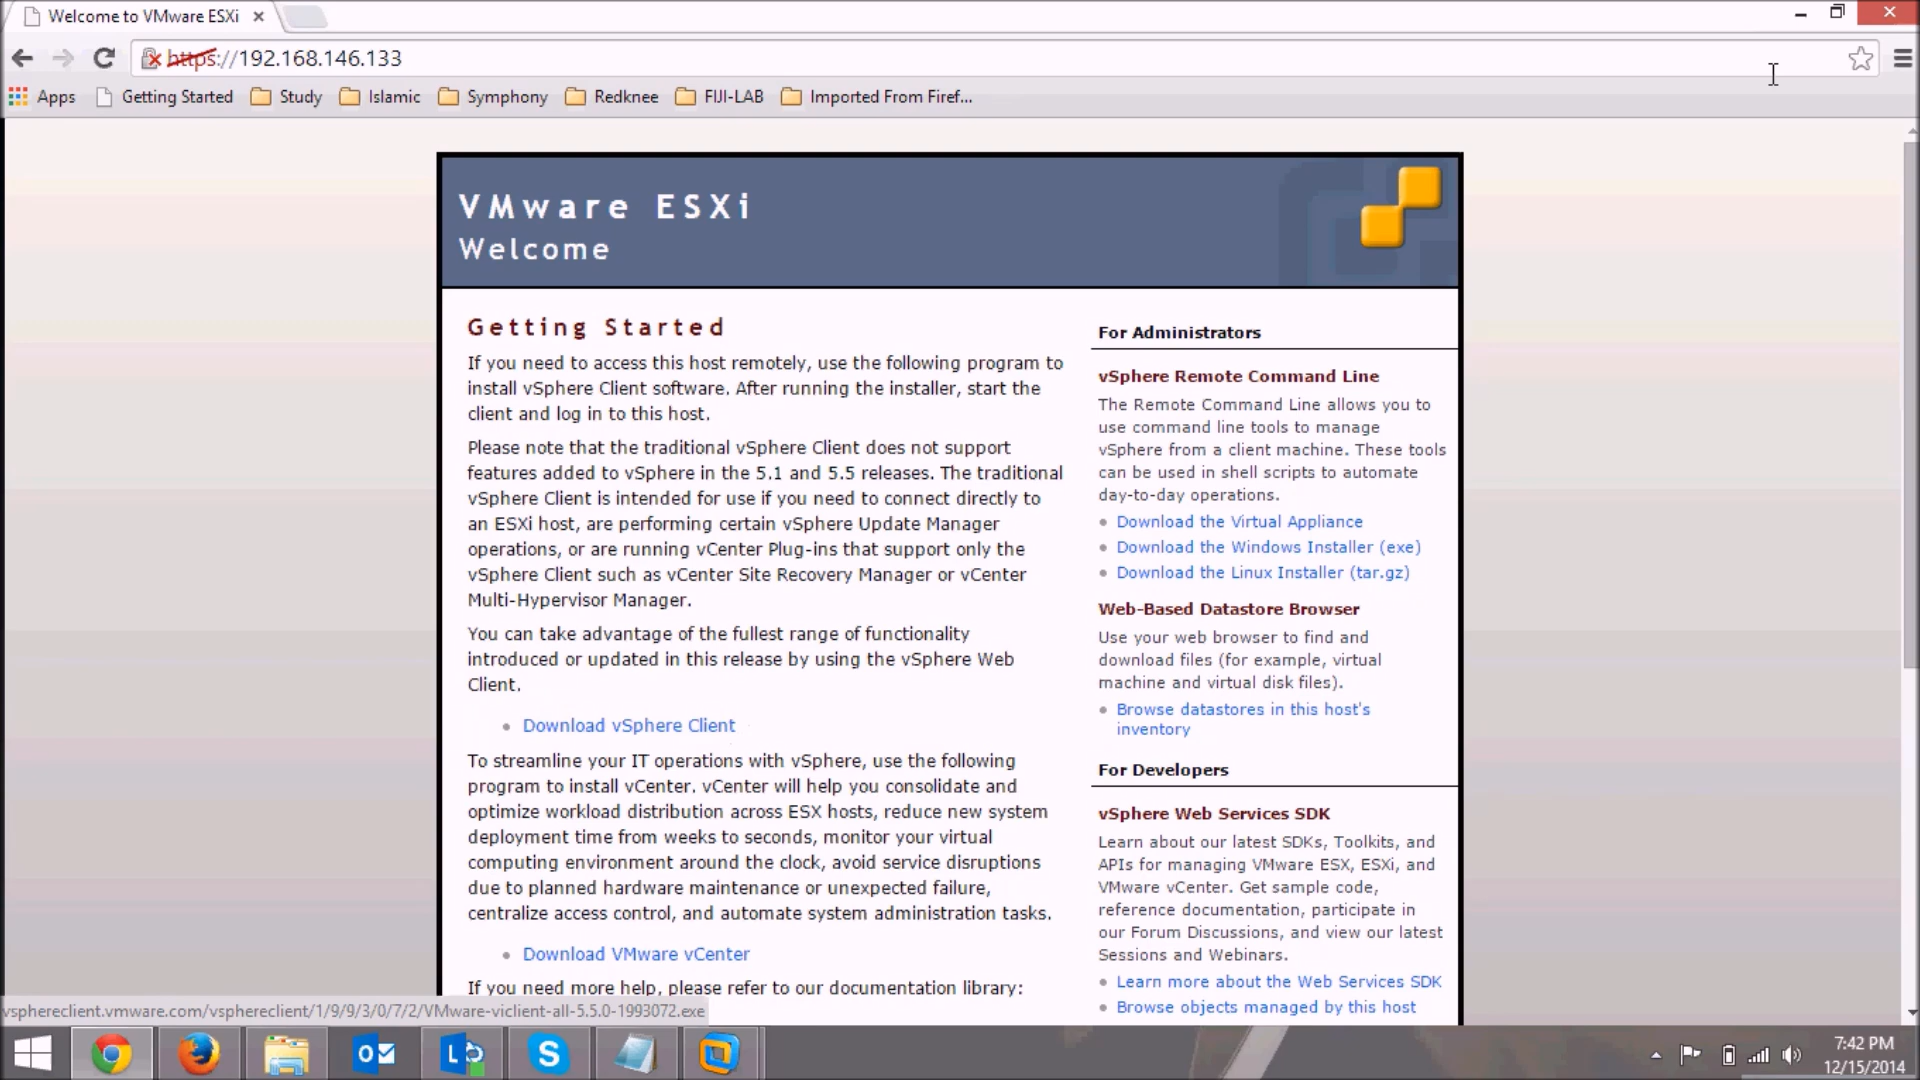 Welcome to VMware ESXi
https://192.168.146.133
Apps Getting Started Study Islamic Symphony Redknee FIJI-LAB Imported From Firef...
VMware ESXi
Welcome
Getting Started
If you need to access this host remotely, use the following program to
install vSphere Client software. After running the installer, start the
client and log in to this host.
Please note that the traditional vSphere Client does not support
features added to vSphere in the 5.1 and 5.5 releases. The traditional
vSphere Client is intended for use if you need to connect directly to
an ESXi host, are performing certain vSphere Update Manager
operations, or are running vCenter Plug-ins that support only the
vSphere Client such as vCenter Site Recovery Manager or vCenter
Multi-Hypervisor Manager.
You can take advantage of the fullest range of functionality
introduced or updated in this release by using the vSphere Web
Client.
Download vSphere Client
To streamline your IT operations with vSphere, use the following
program to install vCenter. vCenter will help you consolidate and
optimize workload distribution across ESX hosts, reduce new system
deployment time from weeks to seconds, monitor your virtual
computing environment around the clock, avoid service disruptions
due to planned hardware maintenance or unexpected failure,
centralize access control, and automate system administration tasks.
Download VMware vCenter
If you need more help, please refer to our documentation library:
For Administrators
vSphere Remote Command Line
The Remote Command Line allows you to
use command line tools to manage
vSphere from a client machine. These tools
can be used in shell scripts to automate
day-to-day operations.
Download the Virtual Appliance
Download the Windows Installer (exe)
Download the Linux Installer (tar.gz)
Web-Based Datastore Browser
Use your web browser to find and
download files (for example, virtual
machine and virtual disk files).
Browse datastores in this host's
inventory
For Developers
vSphere Web Services SDK
Learn about our latest SDKs, Toolkits, and
APIs for managing VMware ESX, ESXi, and
VMware vCenter. Get sample code,
reference documentation, participate in
our Forum Discussions, and view our latest
Sessions and Webinars.
Learn more about the Web Services SDK
Browse objects managed by this host
vsphereclient.vmware.com/vsphereclient/1/9/9/3/0/7/2/VMware-viclient-all-5.5.0-1993072.exe
7:42 PM
12/15/2014